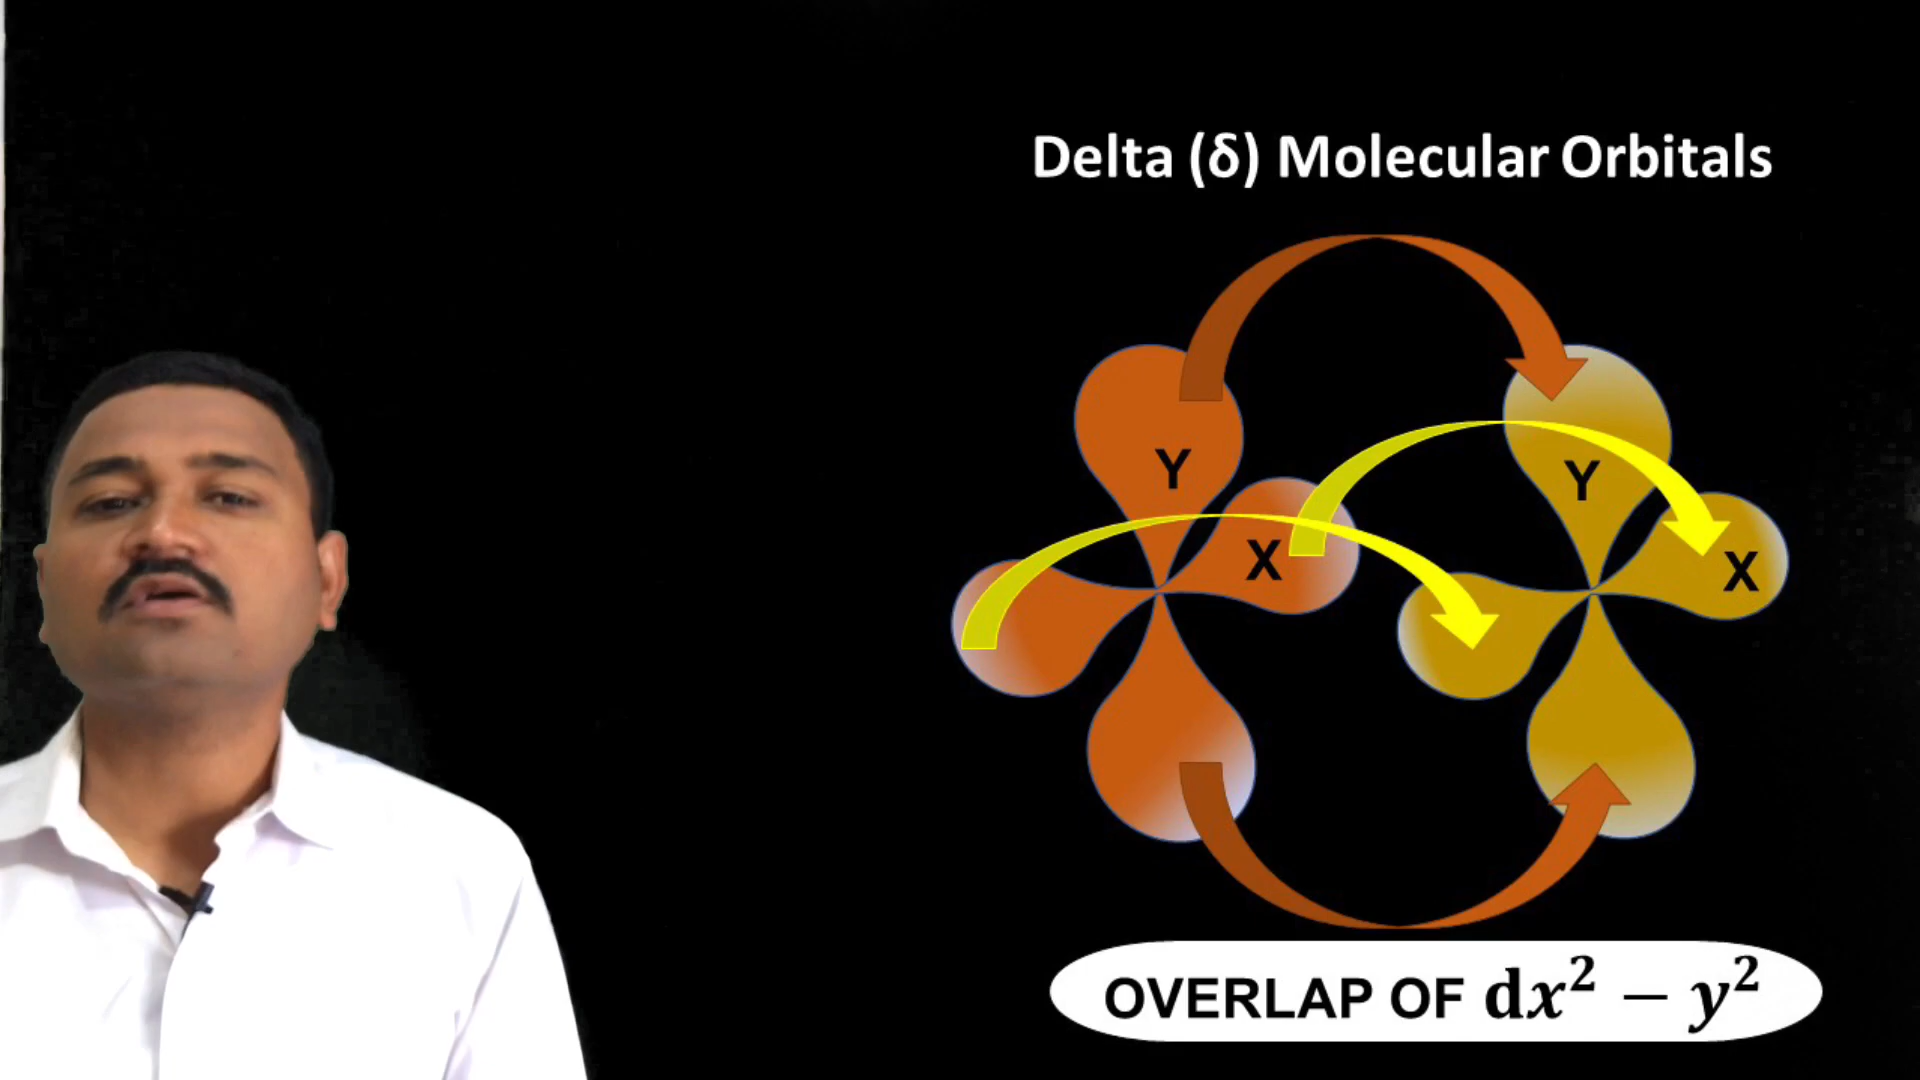 Delta (δ) Molecular Orbitals
Y
Y
X
X
OVERLAP OF dx² − y²